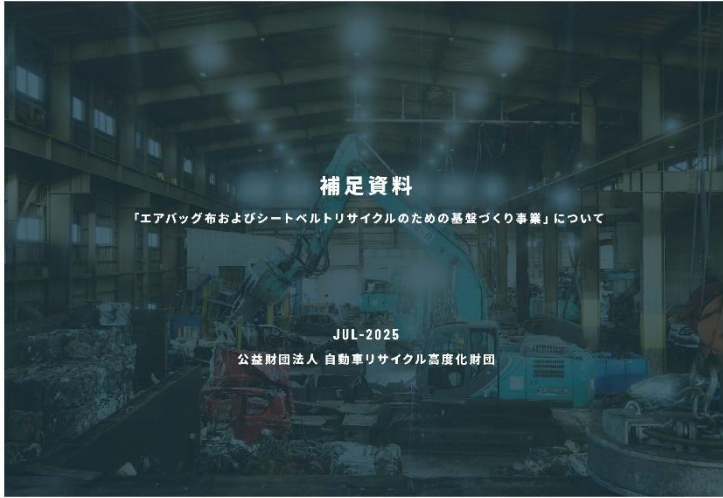 補足資料
「エアバッグ布およびシートベルトリサイクルのための基盤づくり事業」について
JUL-2025
公益財団法人 自動車リサイクル高度化財団